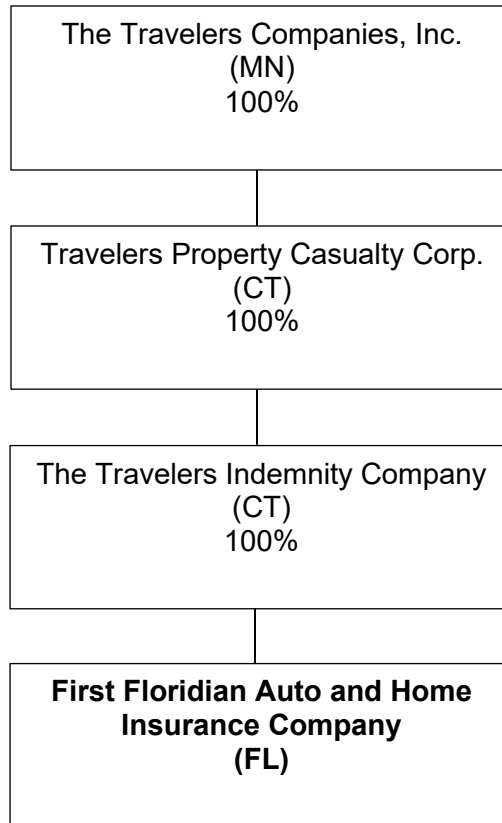 The Travelers Companies, Inc.
(MN)
100%
Travelers Property Casualty Corp.
(CT)
100%
The Travelers Indemnity Company
(CT)
100%
First Floridian Auto and Home
Insurance Company
(FL)